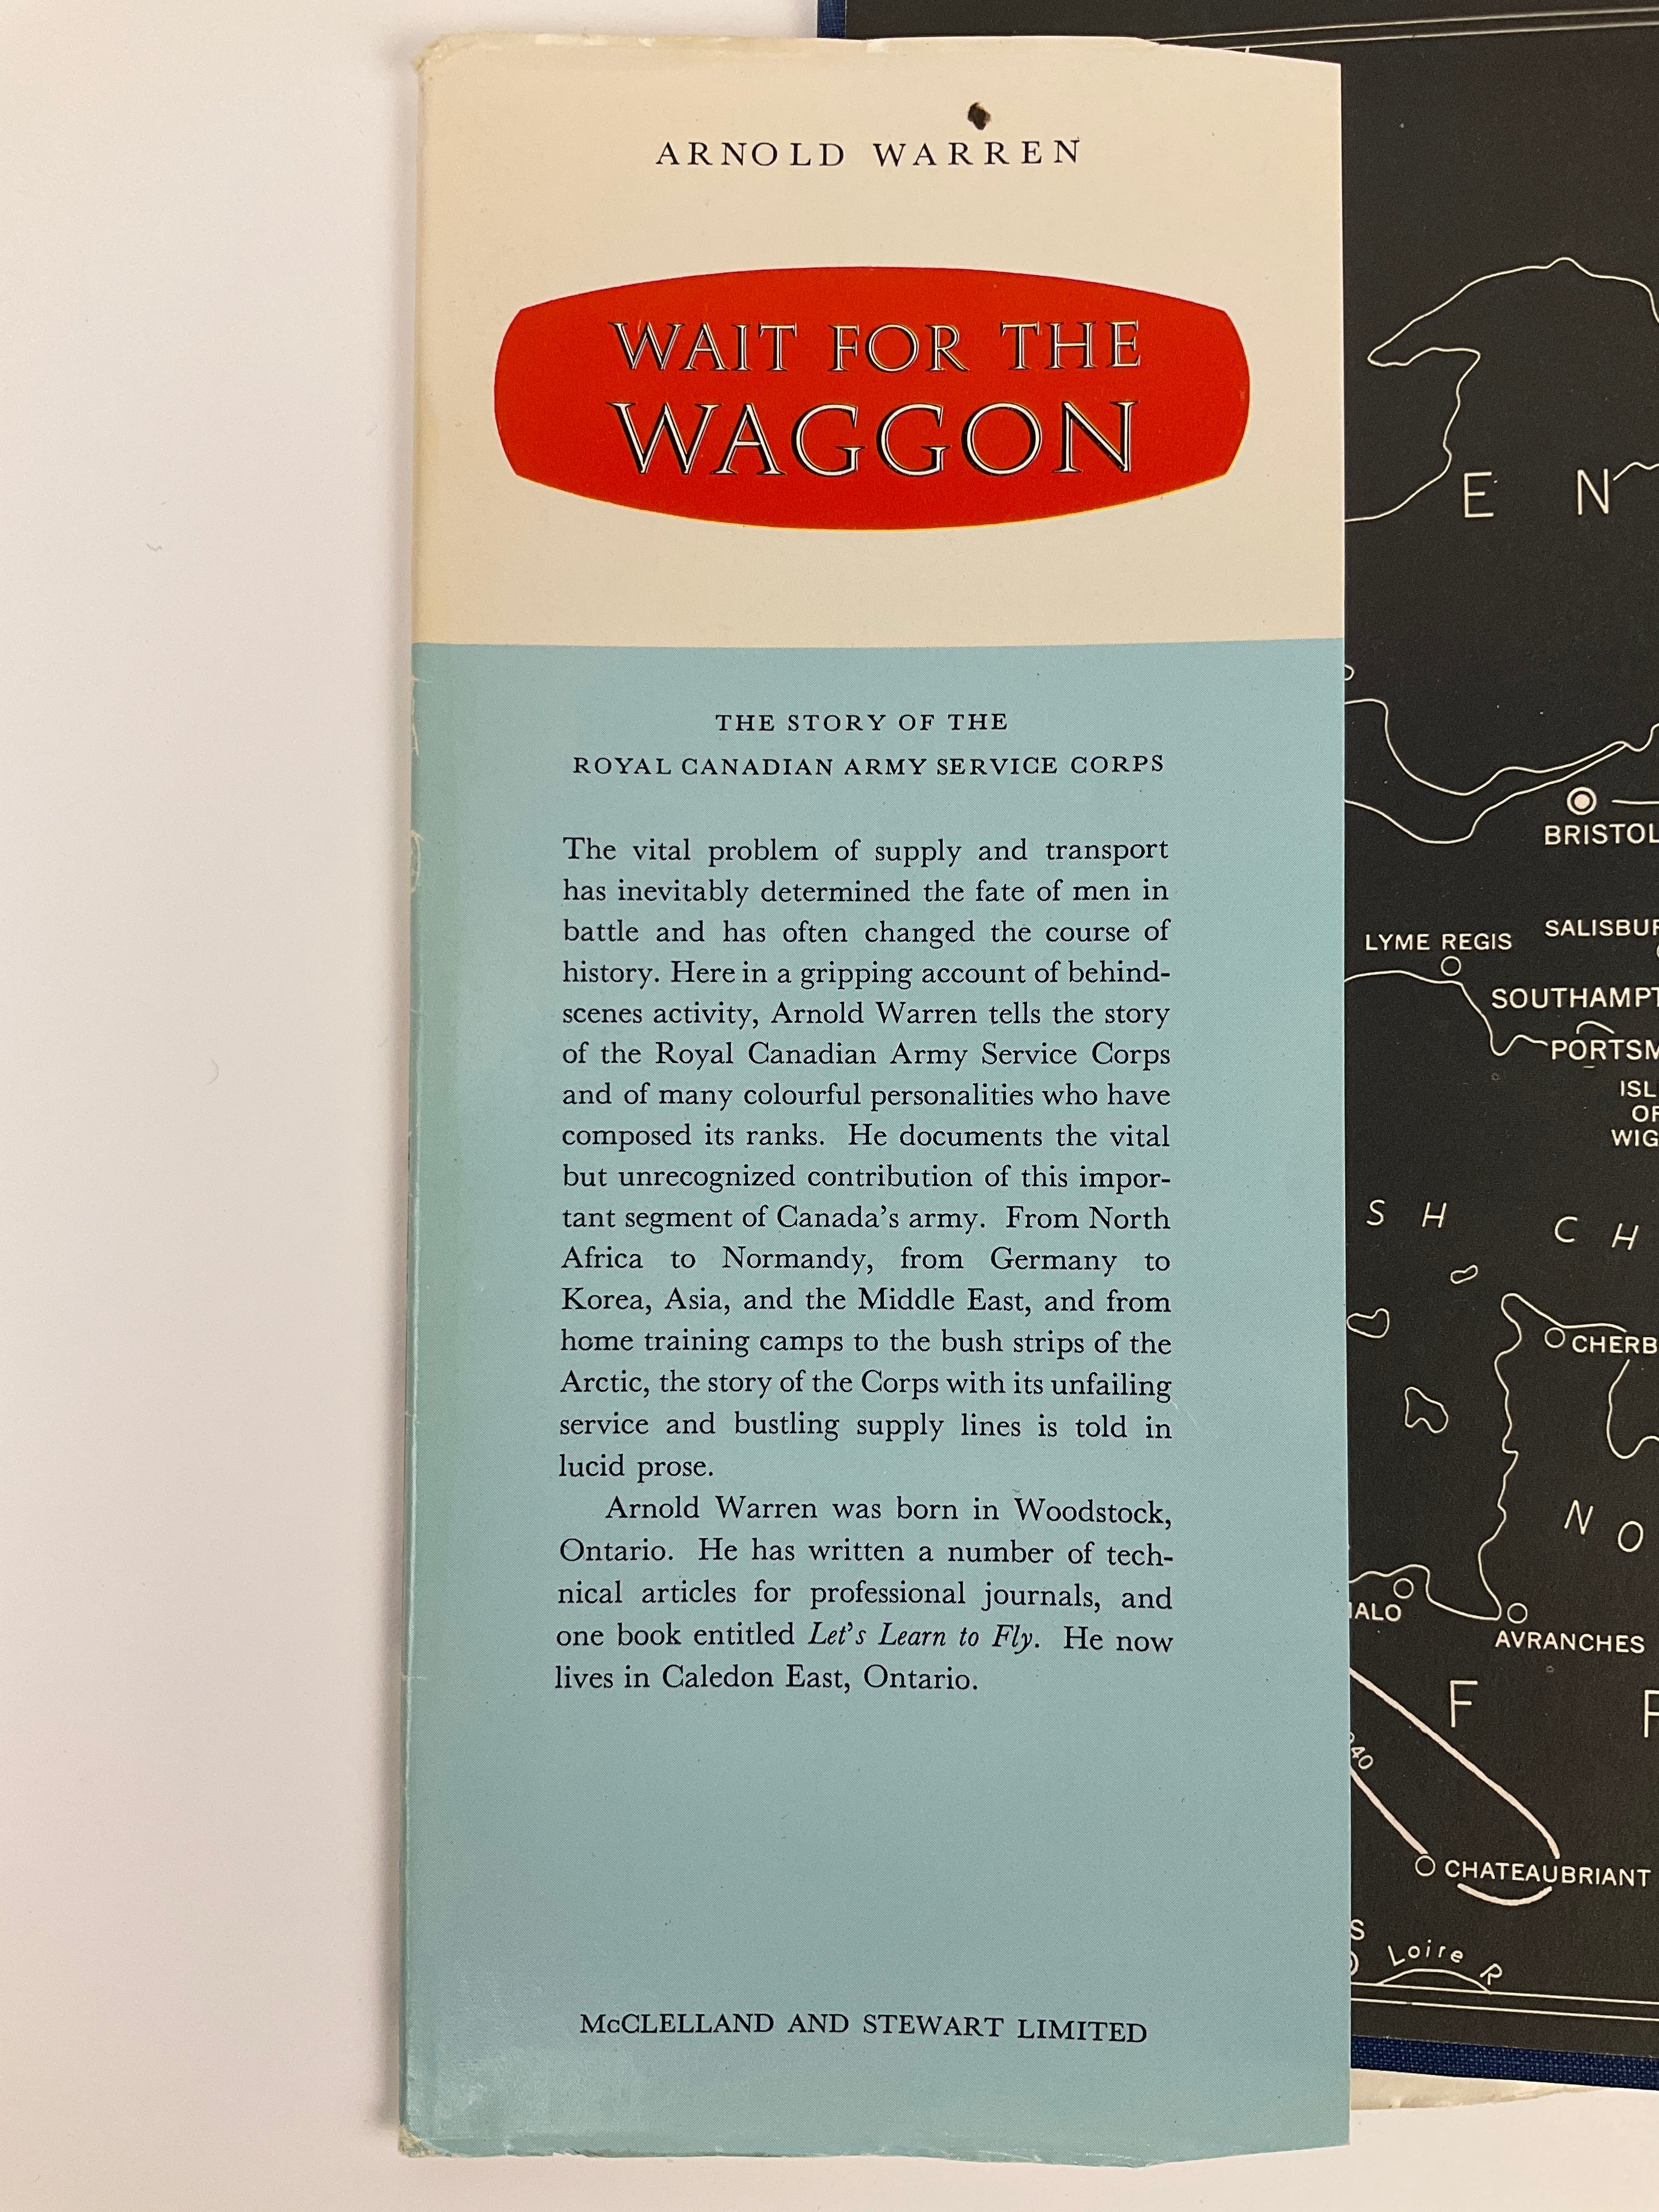 ARNOLD WARREN
WAIT FOR THE
WAGGON
THE STORY OF THE
ROYAL CANADIAN ARMY SERVICE CORPS
The vital problem of supply and transport
has inevitably determined the fate of men in
battle and has often changed the course of
history. Here in a gripping account of behind-
scenes activity, Arnold Warren tells the story
of the Royal Canadian Army Service Corps
and of many colourful personalities who have
composed its ranks. He documents the vital
but unrecognized contribution of this impor-
tant segment of Canada's army. From North
Africa to Normandy, from Germany to
Korea, Asia, and the Middle East, and from
home training camps to the bush strips of the
Arctic, the story of the Corps with its unfailing
service and bustling supply lines is told in
lucid prose.
Arnold Warren was born in Woodstock,
Ontario. He has written a number of tech-
nical articles for professional journals, and
one book entitled Let's Learn to Fly. He now
lives in Caledon East, Ontario.
McCLELLAND AND STEWART LIMITED
E N
BRISTOL
LYME REGIS
SALISBUR
SOUTHAMPT
PORTSM
ISL
OF
WIG
S H C H
CHERB
N O
ALO
AVRANCHES
F
40
CHATEAUBRIANT
S
Loire R